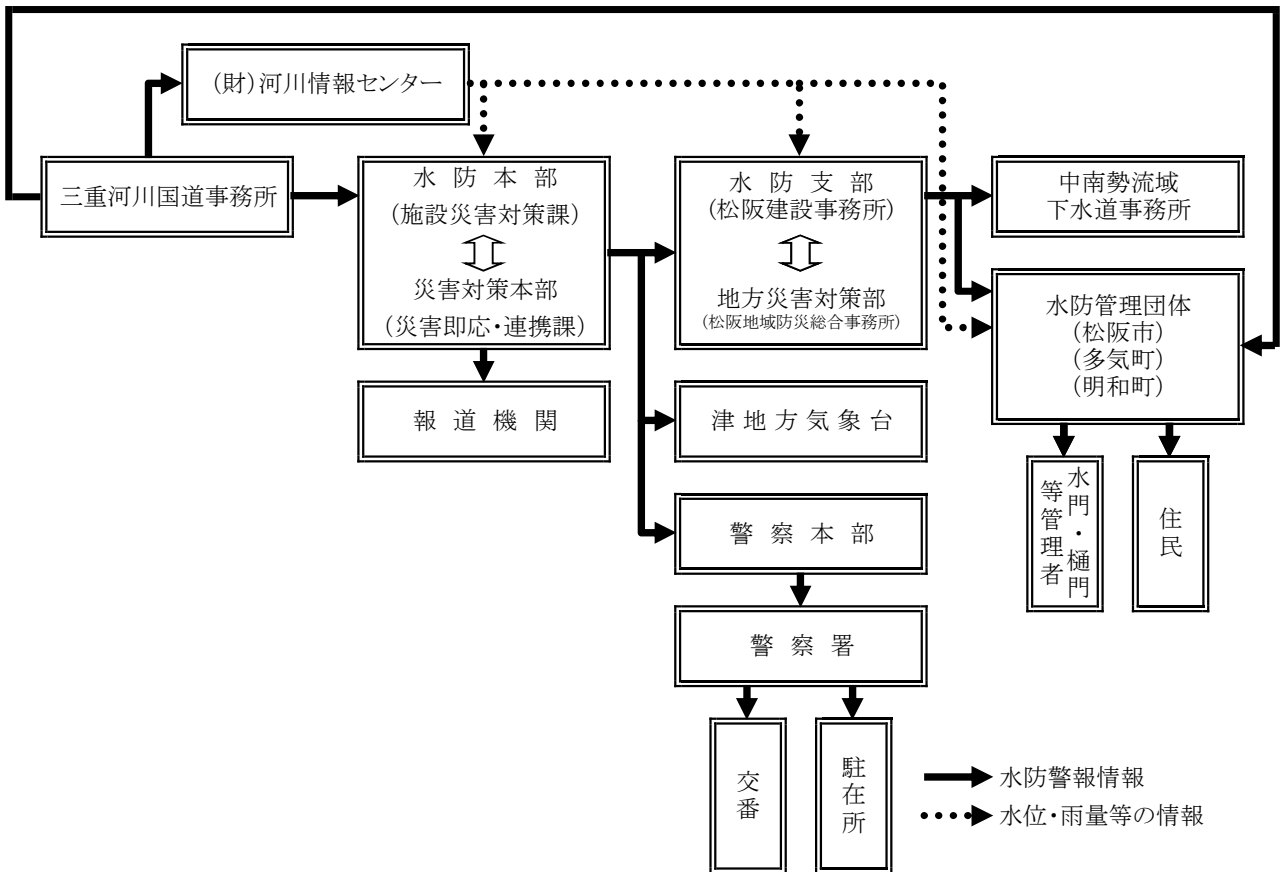 (財)河川情報センター
三重河川国道事務所
水防本部
(施設災害対策課)
災害対策本部
(災害即応・連携課)
水防支部
(松阪建設事務所)
地方災害対策部
(松阪地域防災総合事務所)
中南勢流域
下水道事務所
水防管理団体
(松阪市)
(多気町)
(明和町)
報道機関
津地方気象台
警察本部
水門・樋門
等管理者
住民
警察署
交番
駐在所
水防警報情報
水位・雨量等の情報